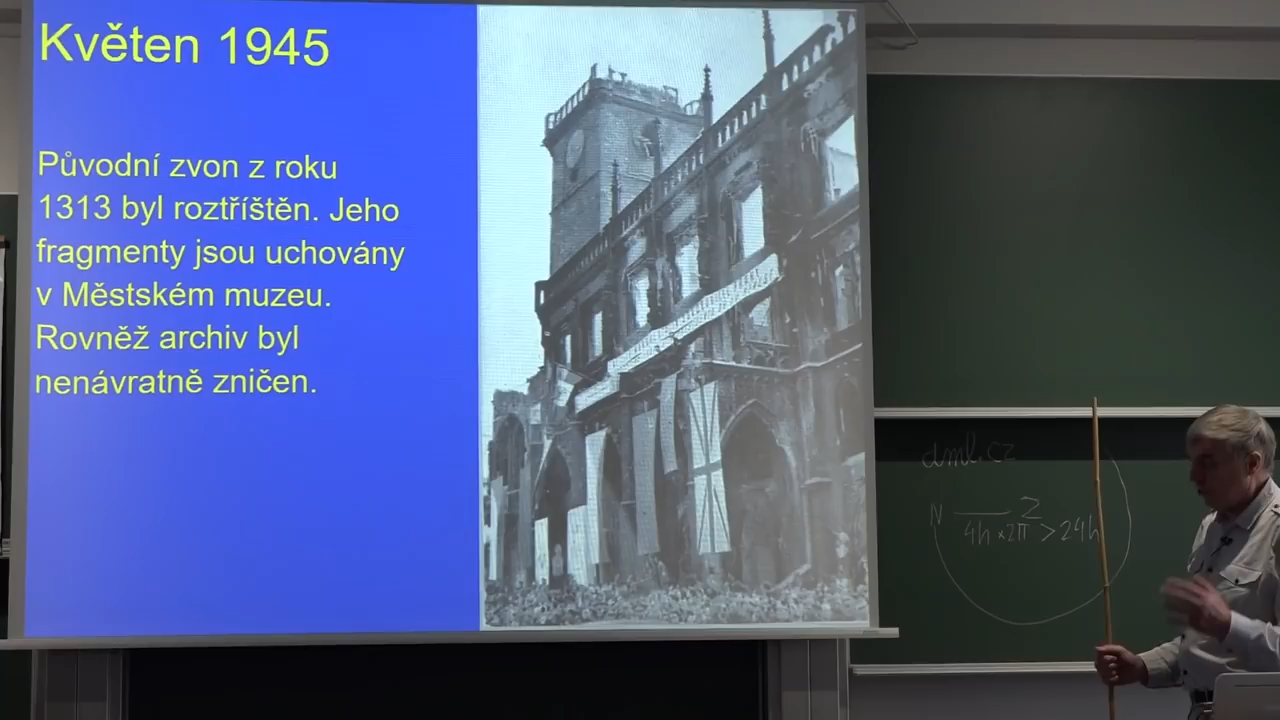 Květen 1945
Původní zvon z roku
1313 byl roztříštěn. Jeho
fragmenty jsou uchovány
v Městském muzeu.
Rovněž archiv byl
nenávratně zničen.
dml.cz
N Z
4h × 2π > 24h